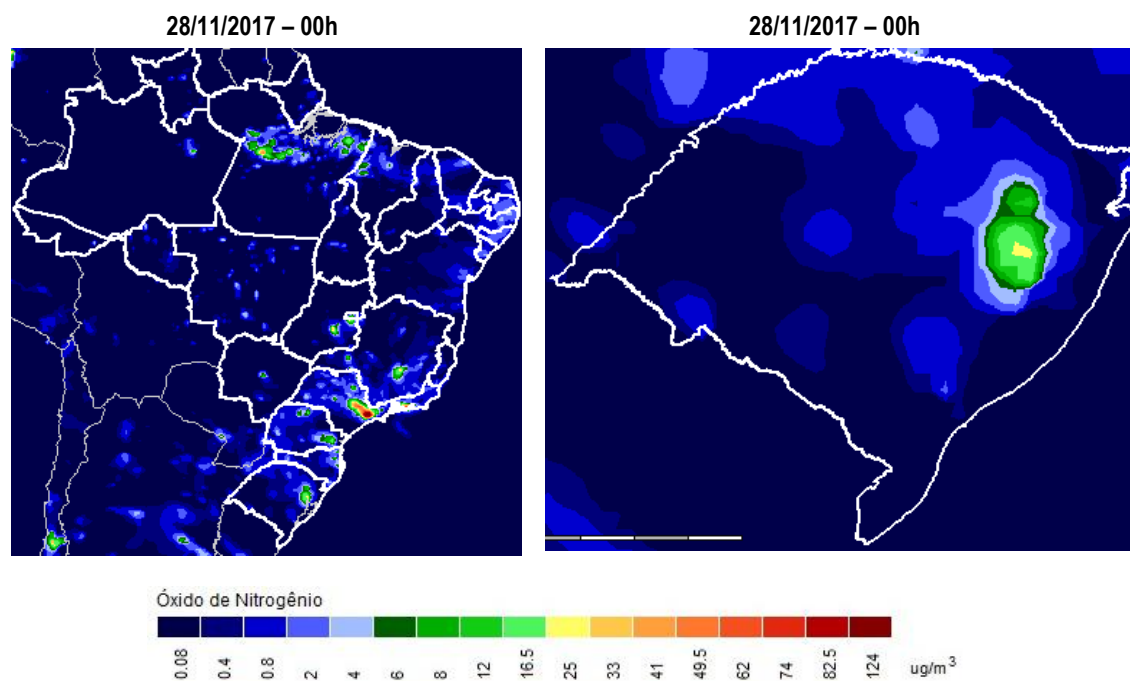 28/11/2017 – 00h
28/11/2017 – 00h
Óxido de Nitrogênio
0.08 0.4 0.8 2 4 6 8 12 16.5 25 33 41 49.5 62 74 82.5 124 ug/m³